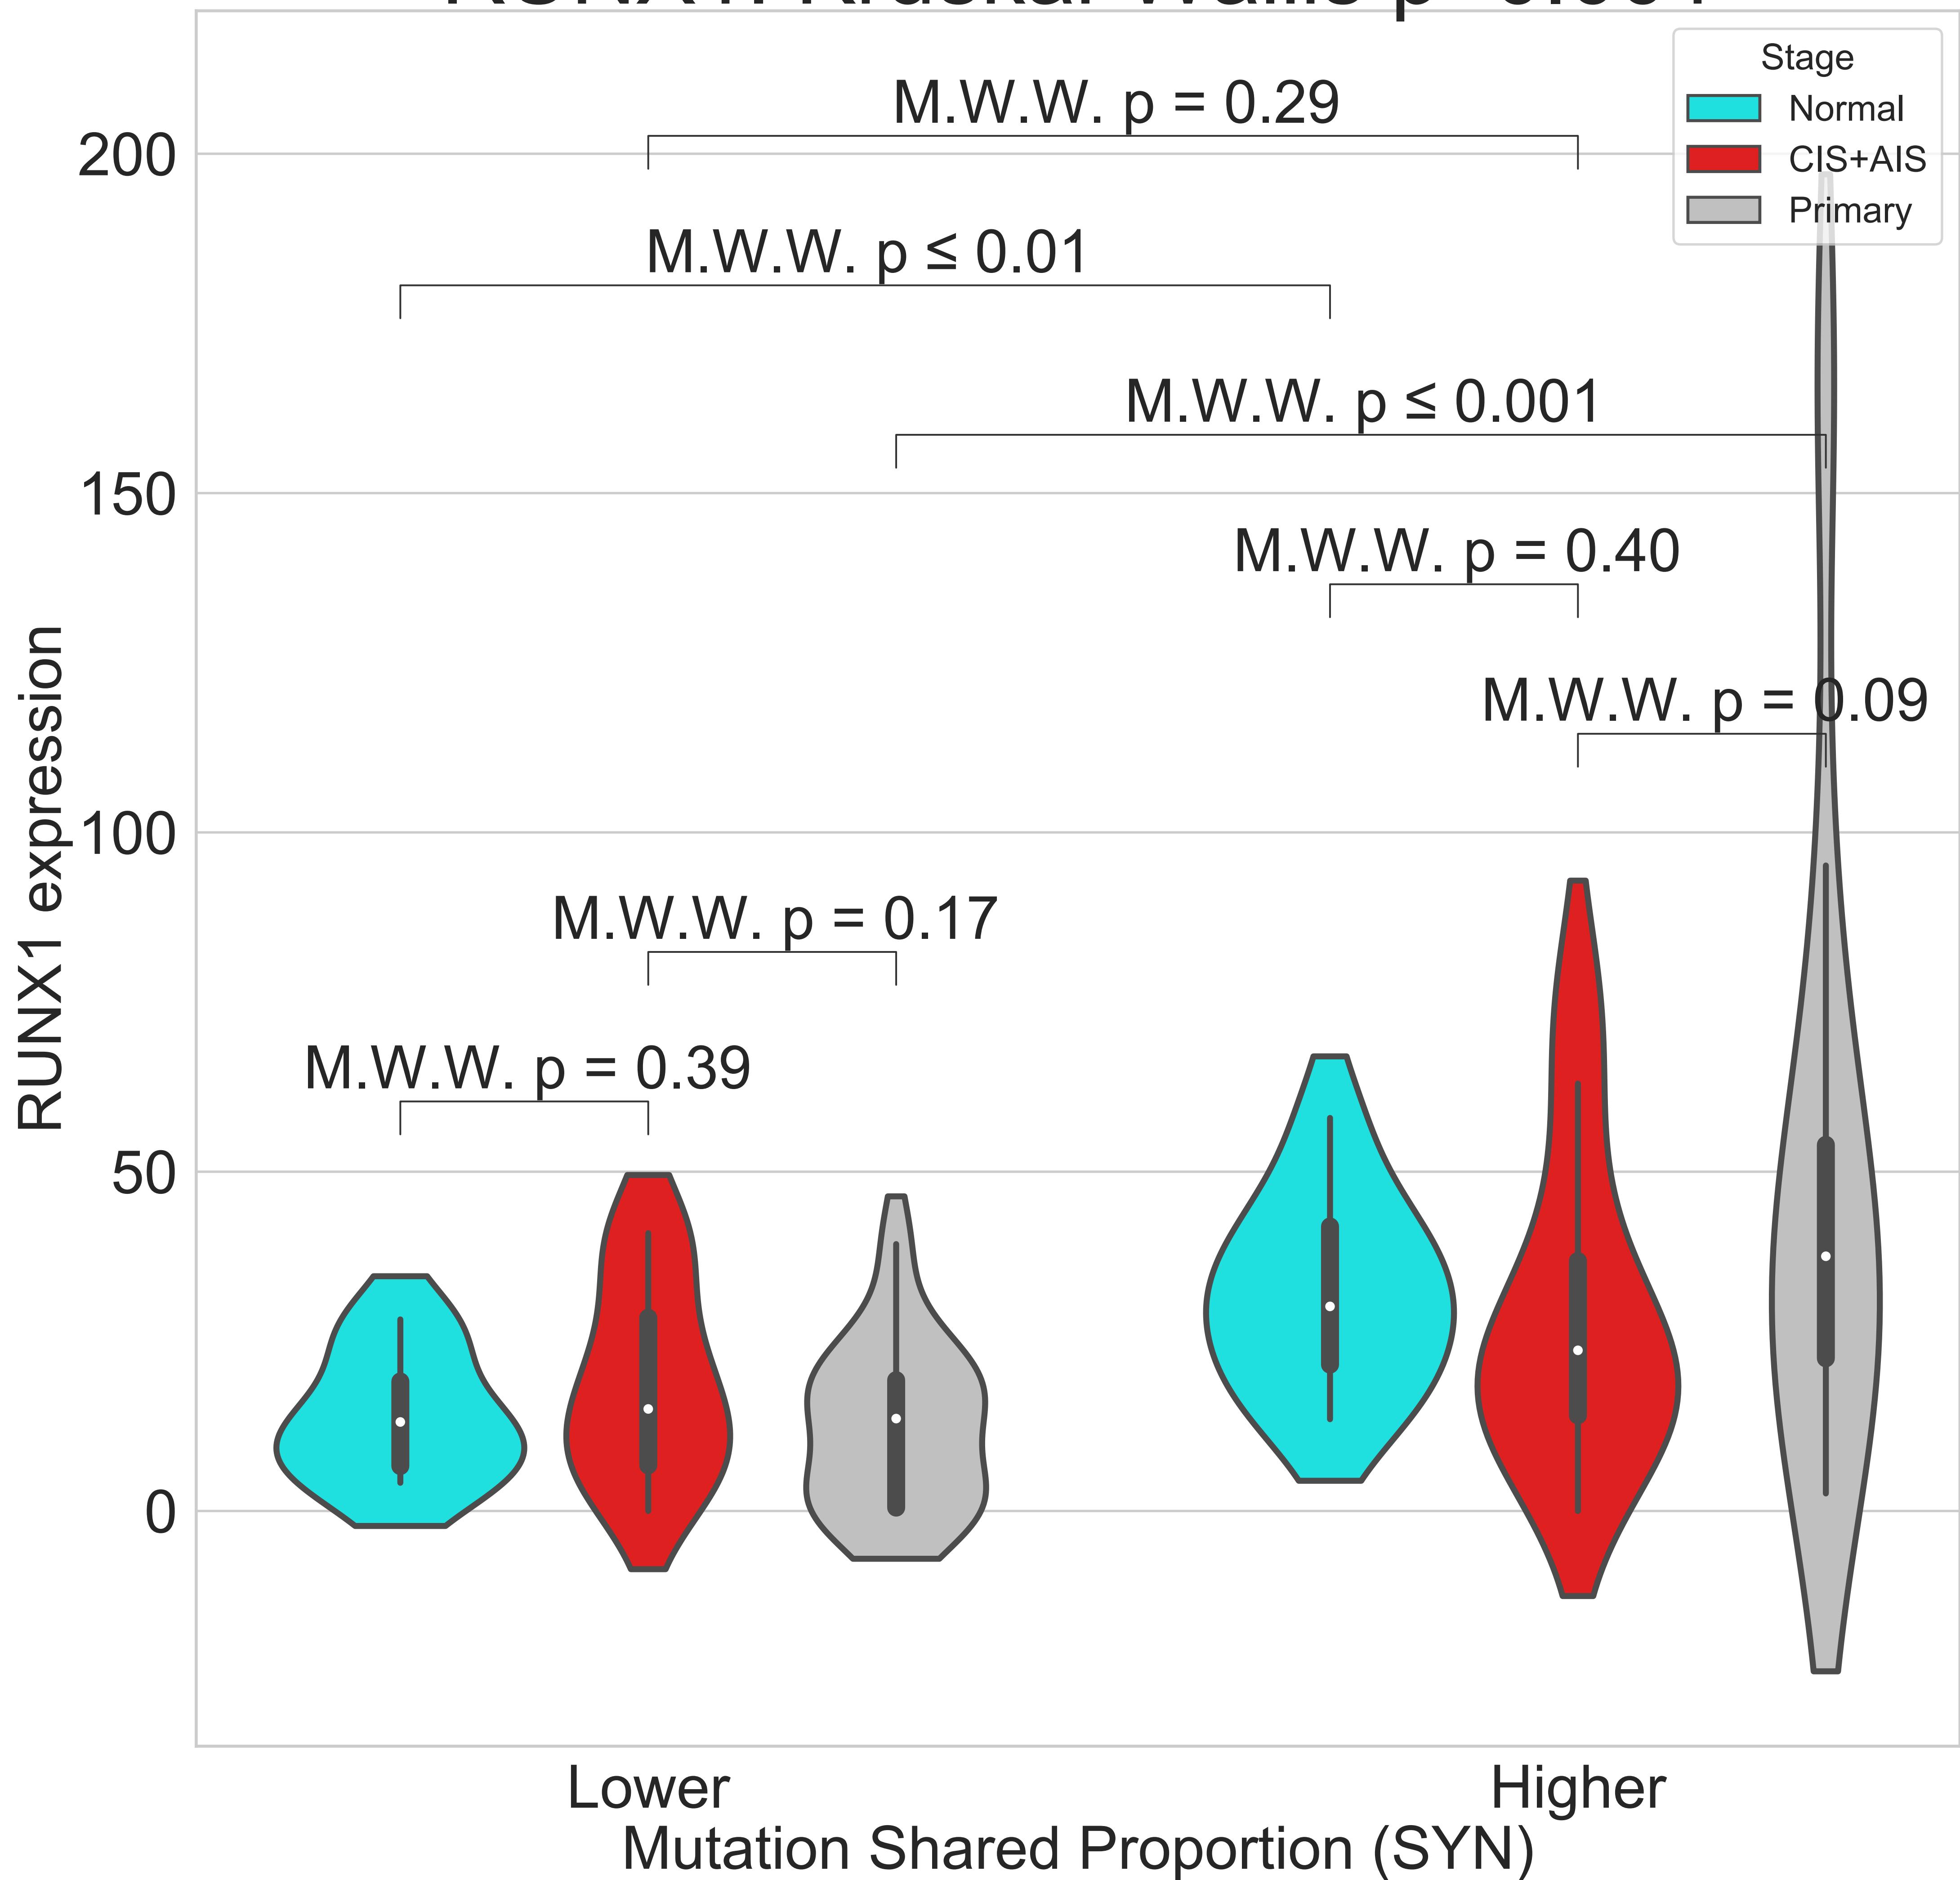 Stage
Normal
CIS+AIS
Primary
M.W.W. p = 0.29
M.W.W. p ≤ 0.01
M.W.W. p ≤ 0.001
M.W.W. p = 0.40
M.W.W. p = 0.09
M.W.W. p = 0.17
M.W.W. p = 0.39
RUNX1 expression
200
150
100
50
0
Lower
Higher
Mutation Shared Proportion (SYN)